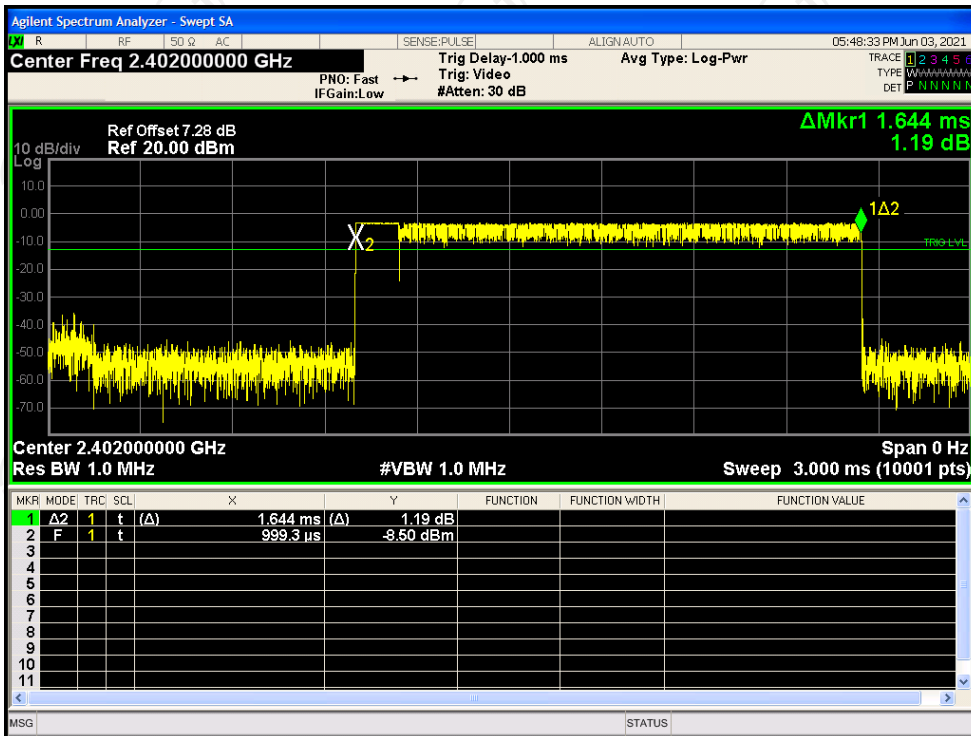 Agilent Spectrum Analyzer - Swept SA
LXI R RF 50 Ω AC SENSE:PULSE ALIGN AUTO 05:48:33 PM Jun 03, 2021
Center Freq 2.402000000 GHz
PNO: Fast
IFGain:Low
Trig Delay-1.000 ms
Trig: Video
#Atten: 30 dB
Avg Type: Log-Pwr
TRACE 1 2 3 4 5 6
TYPE
DET P N N N N N
ΔMkr1 1.644 ms
1.19 dB
Ref Offset 7.28 dB
Ref 20.00 dBm
10 dB/div
Log
10.0
0.00
-10.0
-20.0
-30.0
-40.0
-50.0
-60.0
-70.0
2
1Δ2
TRIG LVL
Center 2.402000000 GHz Span 0 Hz
Res BW 1.0 MHz #VBW 1.0 MHz Sweep 3.000 ms (10001 pts)
MKR MODE TRC SCL X Y FUNCTION FUNCTION WIDTH FUNCTION VALUE
1 Δ2 1 t (Δ) 1.644 ms (Δ) 1.19 dB
2 F 1 t 999.3 µs -8.50 dBm
3
4
5
6
7
8
9
10
11
MSG STATUS